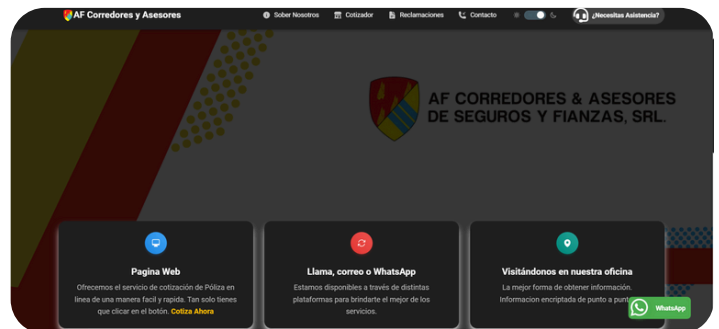 AF Corredores y Asesores
Sober Nosotros
Cotizador
Reclamaciones
Contacto
¿Necesitas Asistencia?
AF CORREDORES & ASESORES
DE SEGUROS Y FIANZAS, SRL.
Pagina Web
Ofrecemos el servicio de cotización de Póliza en
línea de una manera facil y rapida. Tan solo tienes
que clicar en el botón. Cotiza Ahora
Llama, correo o WhatsApp
Estamos disponibles a través de distintas
plataformas para brindarte el mejor de los
servicios.
Visitándonos en nuestra oficina
La mejor forma de obtener información.
Informacion encriptada de punto a
WhatsApp